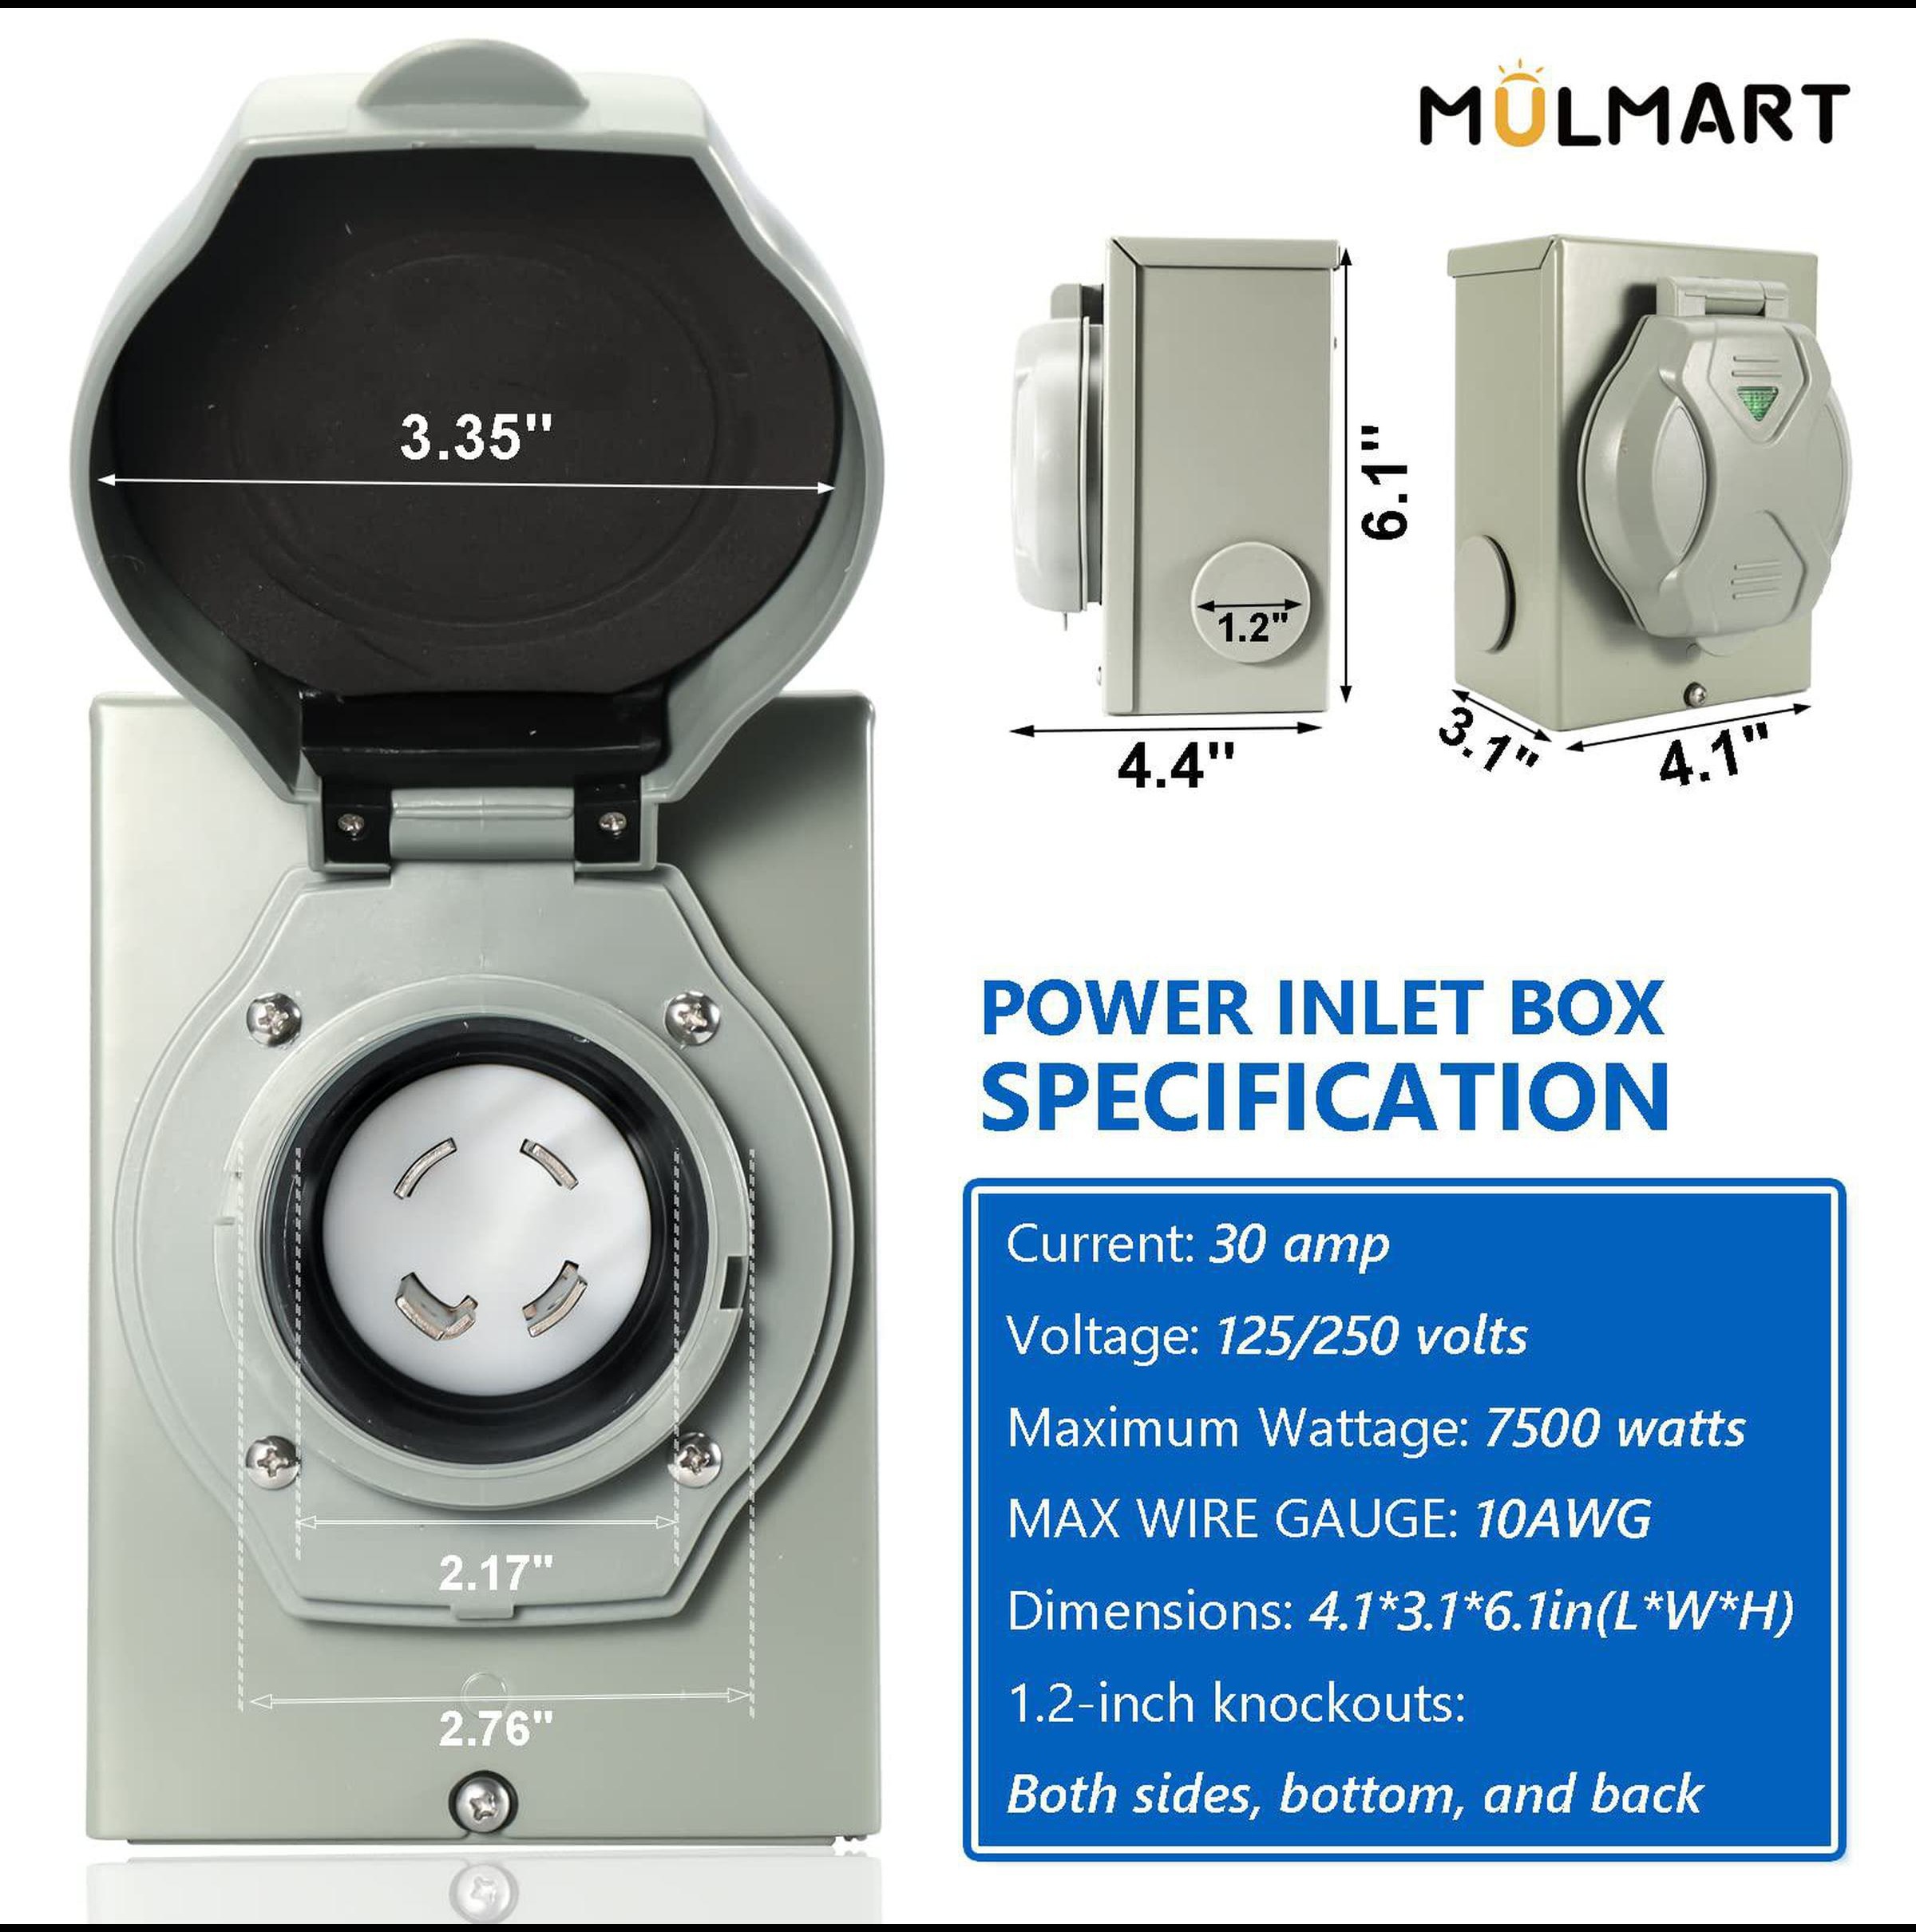 MULMART
3.35"
6.1"
1.2"
4.4"
3.1"
4.1"
POWER INLET BOX
SPECIFICATION
Current: 30 amp
Voltage: 125/250 volts
Maximum Wattage: 7500 watts
MAX WIRE GAUGE: 10AWG
Dimensions: 4.1*3.1*6.1in(L*W*H)
1.2-inch knockouts:
Both sides, bottom, and back
2.17"
2.76"